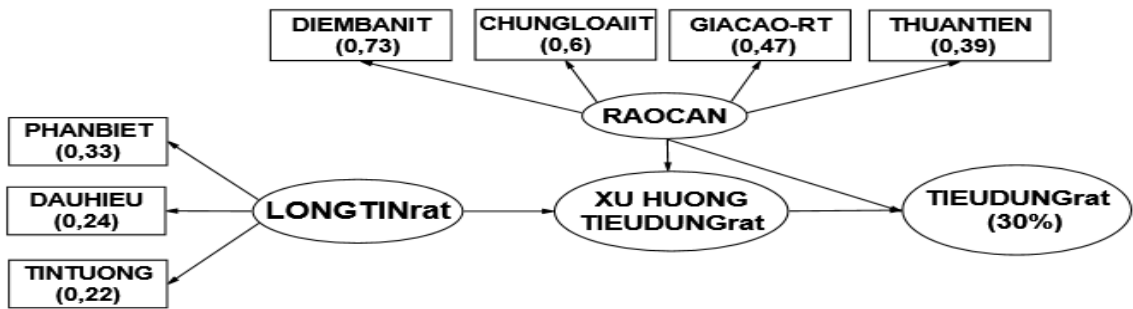 DIEMBANIT
(0,73)
CHUNGLOAIIT
(0,6)
GIACAO-RT
(0,47)
THUANTIEN
(0,39)
RAOCAN
PHANBIET
(0,33)
DAUHIEU
(0,24)
TINTUONG
(0,22)
LONGTINrat
XU HUONG
TIEUDUNGrat
TIEUDUNGrat
(30%)